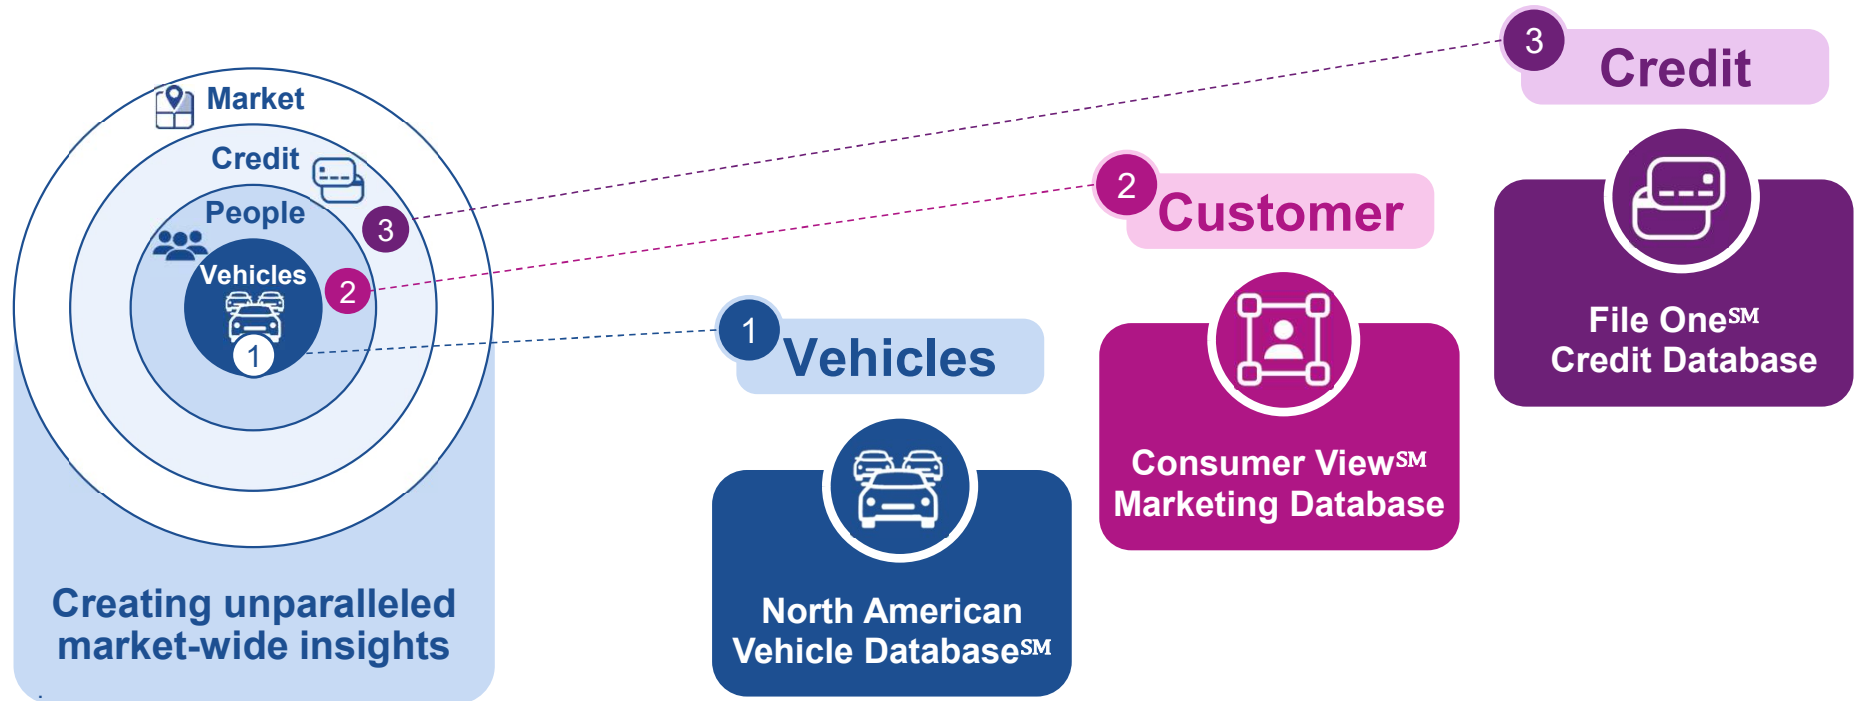 Market
Credit
People
Vehicles
1
2
3
Creating unparalleled
market-wide insights
1
Vehicles
North American
Vehicle Database℠
2
Customer
Consumer View℠
Marketing Database
3
Credit
File One℠
Credit Database